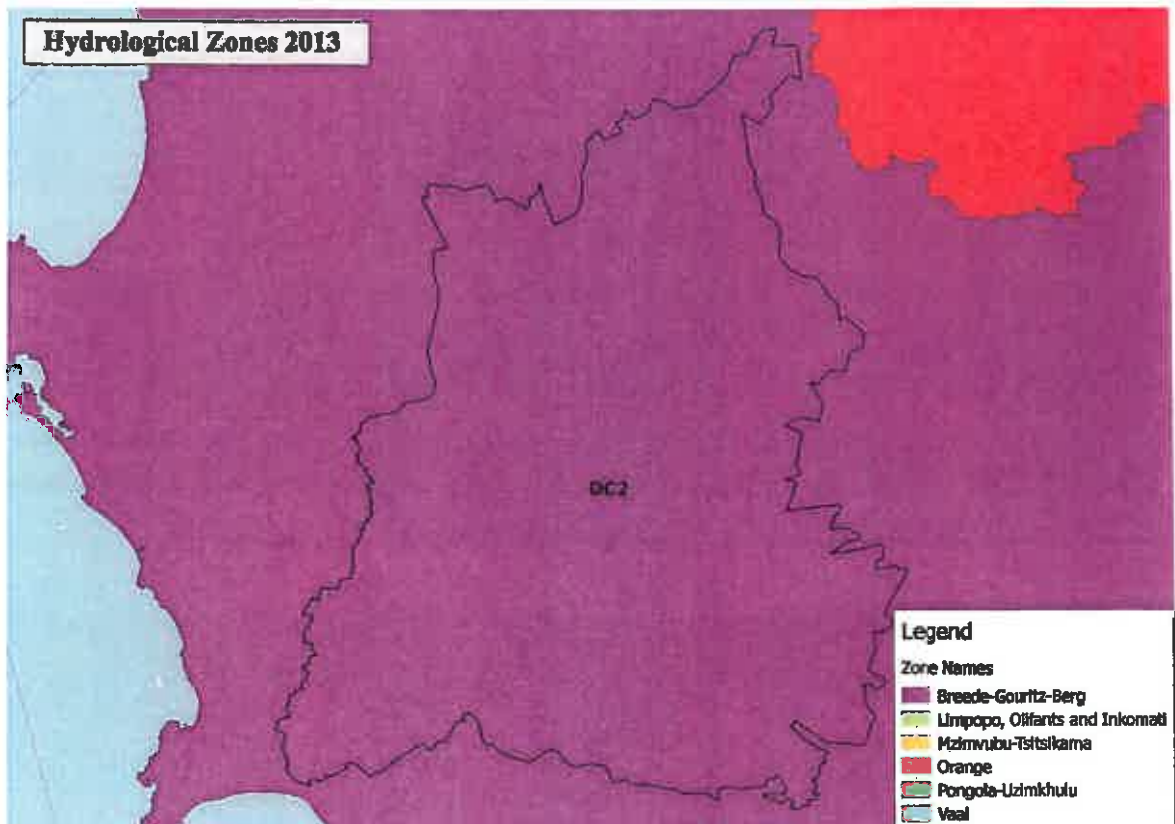 Hydrological Zones 2013
DC2
Legend
Zone Names
Breede-Gouritz-Berg
Limpopo, Olifants and Inkomati
Mzimvubu-Tsitsikama
Orange
Pongola-Uzimkhulu
Vaal